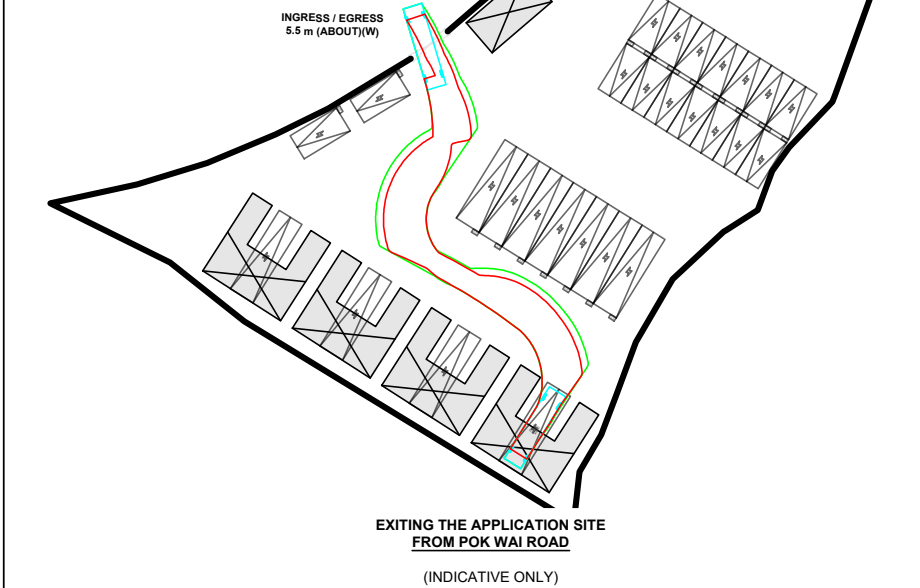 INGRESS / EGRESS
5.5 m (ABOUT)(W)
EXITING THE APPLICATION SITE
FROM POK WAI ROAD
(INDICATIVE ONLY)